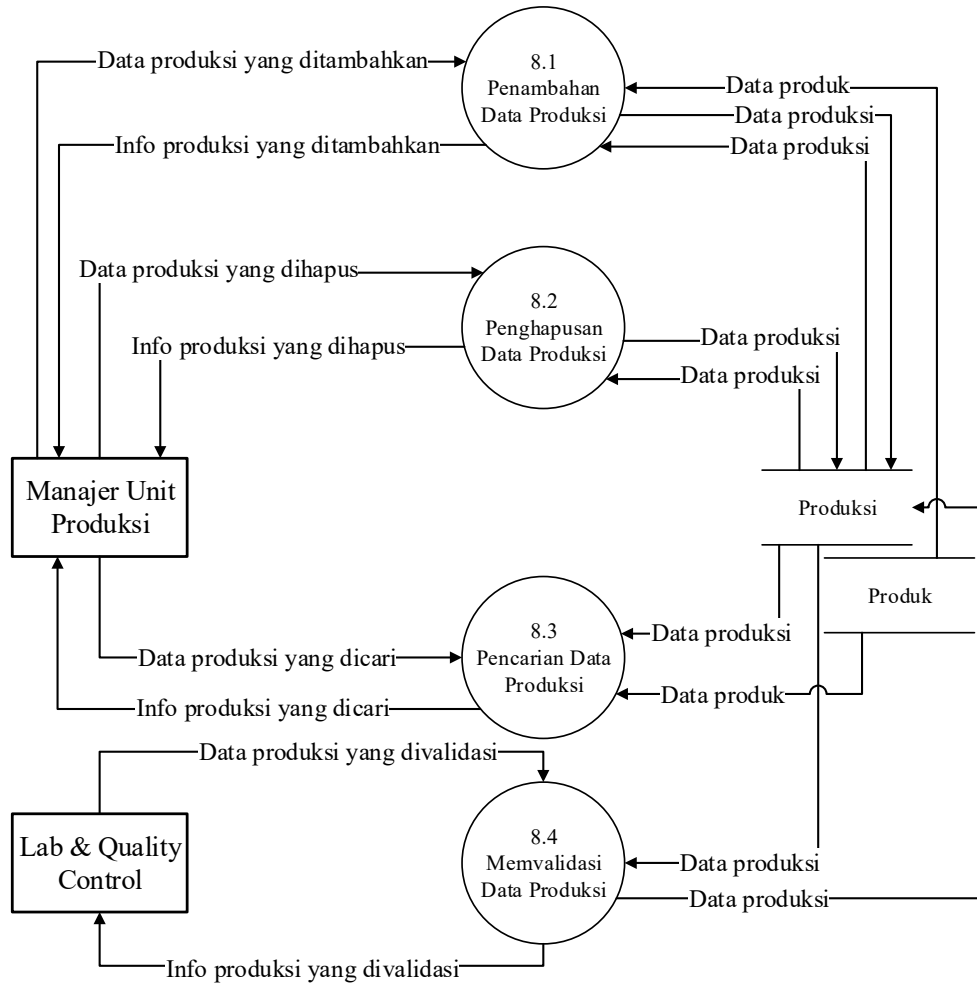 Data produksi yang ditambahkan
8.1
Penambahan
Data Produksi
Data produk
Data produksi
Info produksi yang ditambahkan
Data produksi
Data produksi yang dihapus
8.2
Penghapusan
Data Produksi
Info produksi yang dihapus
Data produksi
Data produksi
Manajer Unit
Produksi
Produksi
Produk
8.3
Pencarian Data
Produksi
Data produksi
Data produksi yang dicari
Data produk
Info produksi yang dicari
Data produksi yang divalidasi
Lab & Quality
Control
8.4
Memvalidasi
Data Produksi
Data produksi
Data produksi
Info produksi yang divalidasi